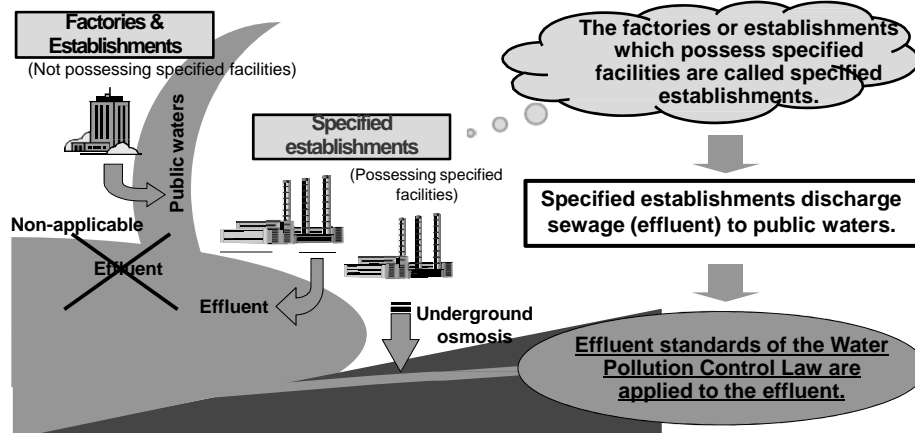 Factories &
Establishments
(Not possessing specified facilities)
Public waters
Non-applicable
Effluent
Specified
establishments
(Possessing specified
facilities)
Effluent
Underground
osmosis
The factories or establishments
which possess specified
facilities are called specified
establishments.
Specified establishments discharge
sewage (effluent) to public waters.
Effluent standards of the Water
Pollution Control Law are
applied to the effluent.